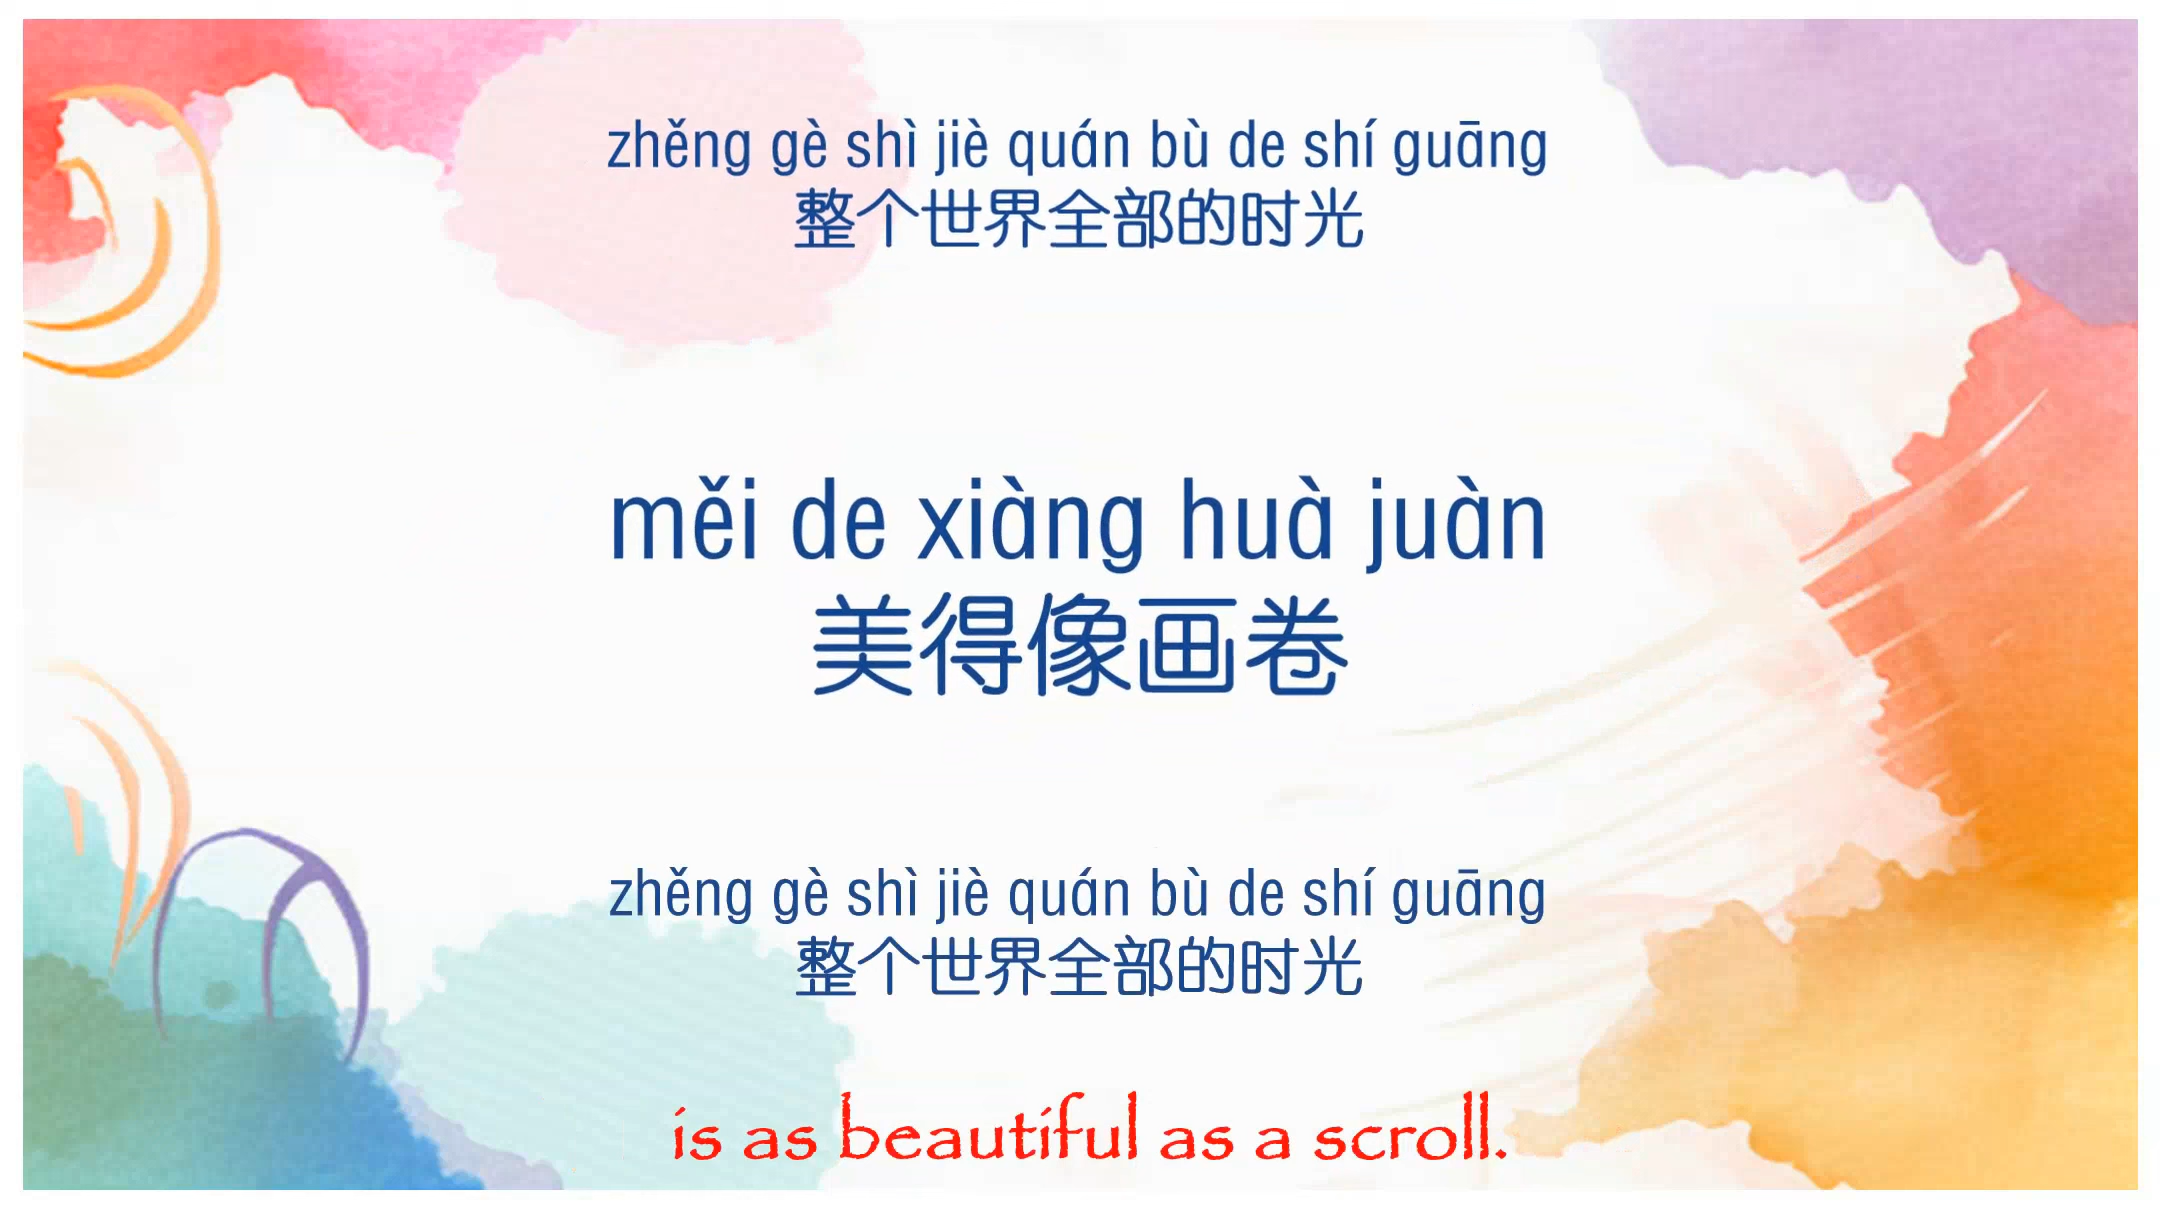 zhěng gè shì jiè quán bù de shí guāng
整个世界全部的时光
měi de xiàng huà juàn
美得像画卷
zhěng gè shì jiè quán bù de shí guāng
整个世界全部的时光
is as beautiful as a scroll.